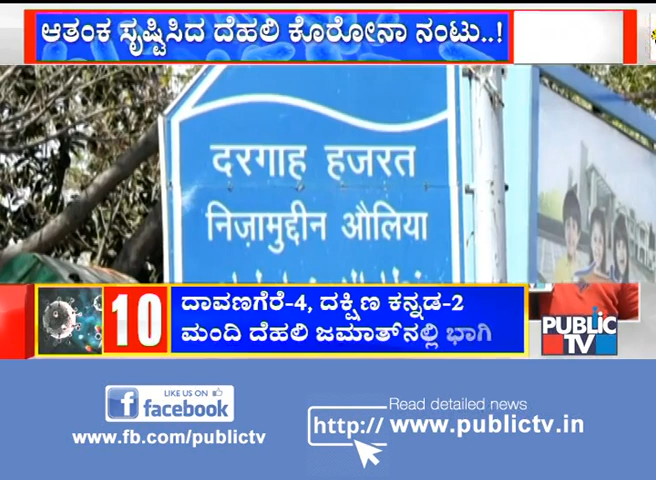 ಆತಂಕ ಸೃಷ್ಟಿಸಿದ ದೆಹಲಿ ಕೊರೋನಾ ನಂಟು..!
दरगाह हजरत
निज़ामुद्दीन औलिया
10
ದಾವಣಗೆರೆ-4, ದಕ್ಷಿಣ ಕನ್ನಡ-2
ಮಂದಿ ದೆಹಲಿ ಜಮಾತ್‌ನಲ್ಲಿ ಭಾಗಿ
PUBLiC
TV
LIKE US ON
facebook
www.fb.com/publictv
Read detailed news
http:// www.publictv.in